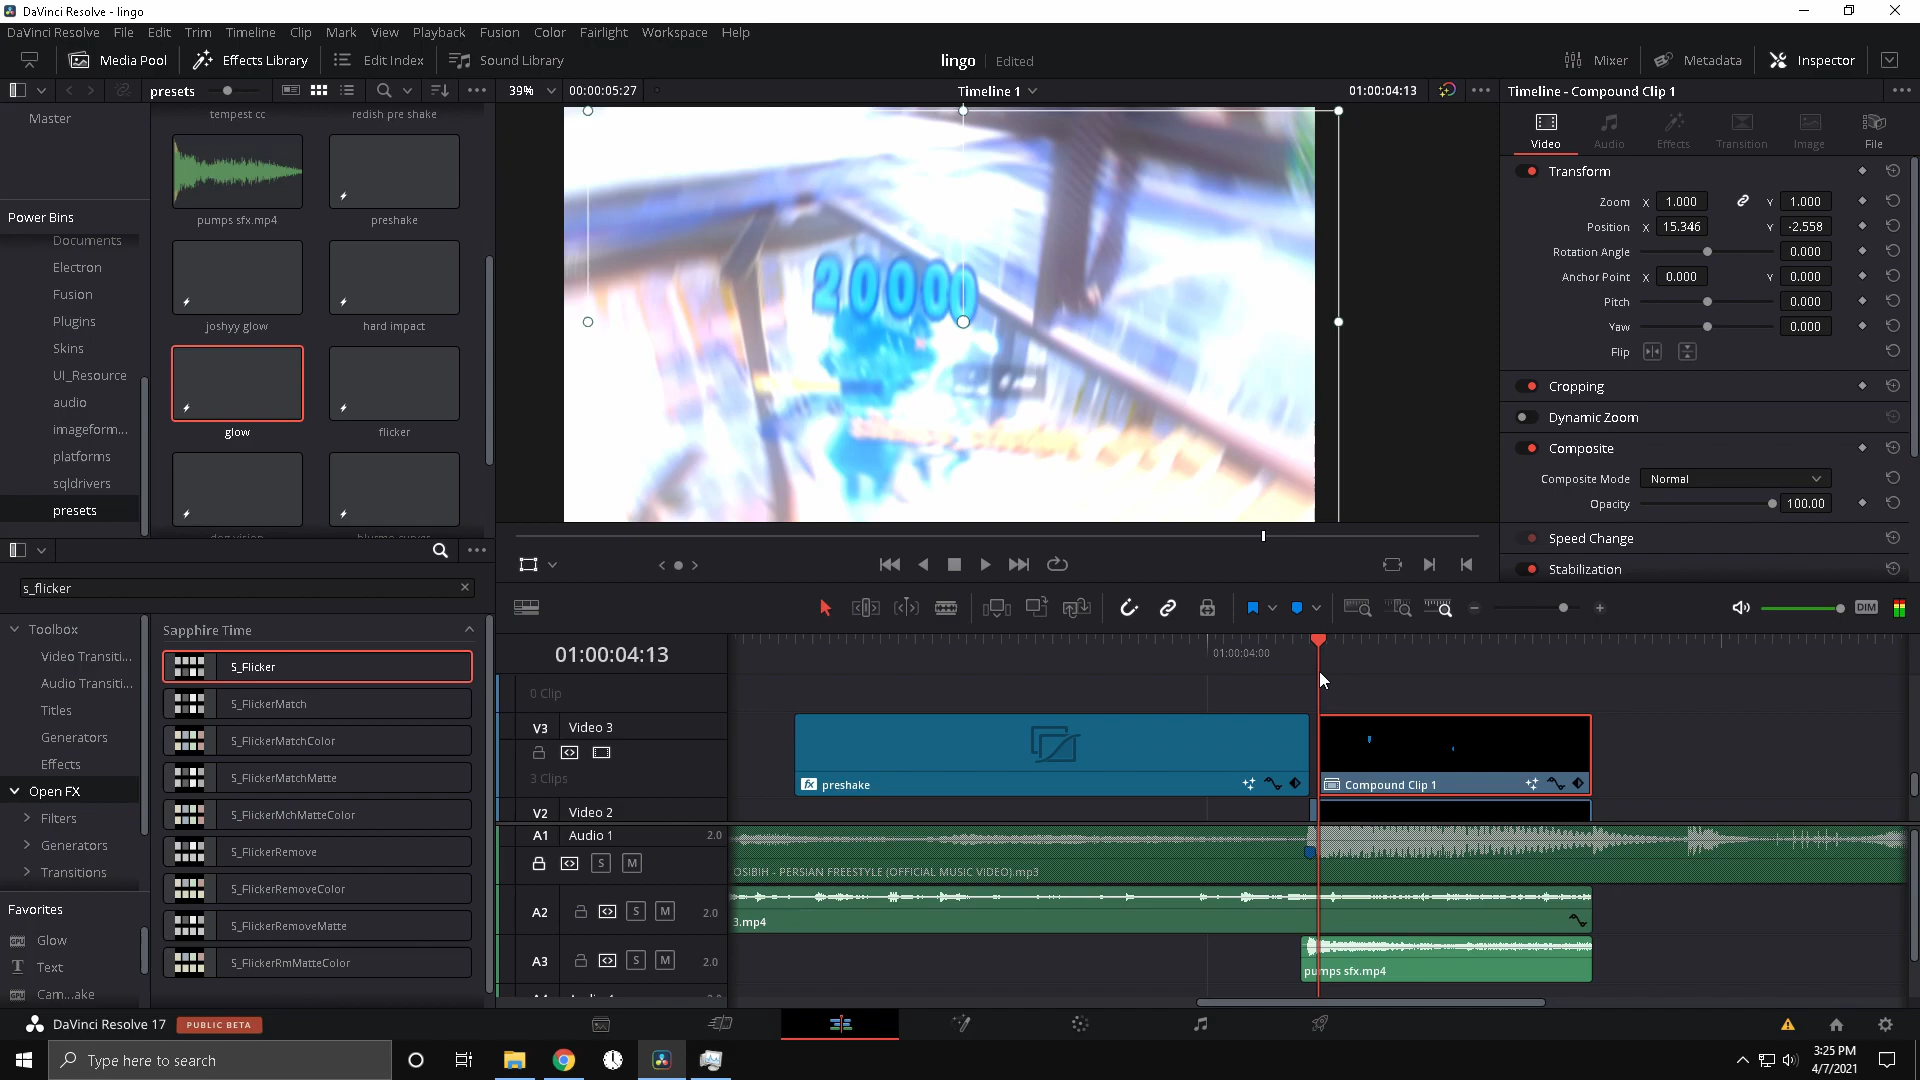 DaVinci Resolve - lingo
DaVinci Resolve File Edit Trim Timeline Clip Mark View Playback Fusion Color Fairlight Workspace Help
Media Pool Effects Library Edit Index Sound Library lingo Edited Mixer Metadata Inspector
presets 39% 00:00:05:27 Timeline 1 01:00:04:13 Timeline - Compound Clip 1
Master
tempest cc redish pre shake
Video Audio Effects Transition Image File
Transform
pumps sfx.mp4 preshake
Zoom X 1.000 Y 1.000
Power Bins
Position X 15.346 Y -2.558
Documents
Rotation Angle 0.000
Electron
Anchor Point X 0.000 Y 0.000
Fusion
20000
Pitch 0.000
Plugins
joshyy glow hard impact
Yaw 0.000
Skins
Flip
UI_Resource
Cropping
audio
Dynamic Zoom
imageform...
glow flicker
Composite
platforms
Composite Mode Normal
sqldrivers
Opacity 100.00
presets
Speed Change
Stabilization
s_flicker
DIM
Toolbox
Sapphire Time
Video Transiti...
S_Flicker
01:00:04:13
01:00:04:00
Audio Transiti...
S_FlickerMatch
0 Clip
Titles
V3 Video 3
Generators
S_FlickerMatchColor
Effects
S_FlickerMatchMatte
3 Clips
preshake
Compound Clip 1
Open FX
Filters
S_FlickerMchMatteColor
V2 Video 2
Generators
S_FlickerRemove
A1 Audio 1 2.0
Transitions
S_FlickerRemoveColor
S M
OSIBIH - PERSIAN FREESTYLE (OFFICIAL MUSIC VIDEO).mp3
Favorites
S_FlickerRemoveMatte
A2 S M 2.0
3.mp4
Glow
Text
S_FlickerRmMatteColor
A3 S M 2.0
pumps sfx.mp4
Cam...ake
DaVinci Resolve 17 PUBLIC BETA
Type here to search
3:25 PM
4/7/2021